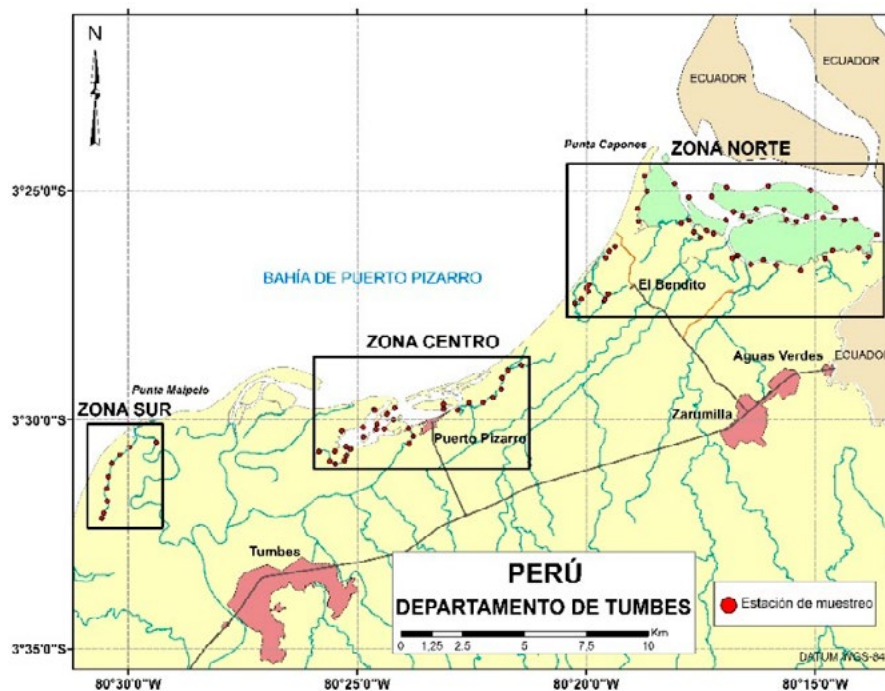 N
ECUADOR
ECUADOR
Punta Capones
ZONA NORTE
3°25'0"S
BAHÍA DE PUERTO PIZARRO
El Bendito
ZONA CENTRO
Aguas Verdes
ECUADOR
Punta Malpelo
ZONA SUR
3°30'0"S
Zarumilla
Puerto Pizarro
Tumbes
PERÚ
DEPARTAMENTO DE TUMBES
Km
0 1,25 2,5 5 7,5 10
Estación de muestreo
3°35'0"S
DATUM WGS-84
80°30'0"W 80°25'0"W 80°20'0"W 80°15'0"W